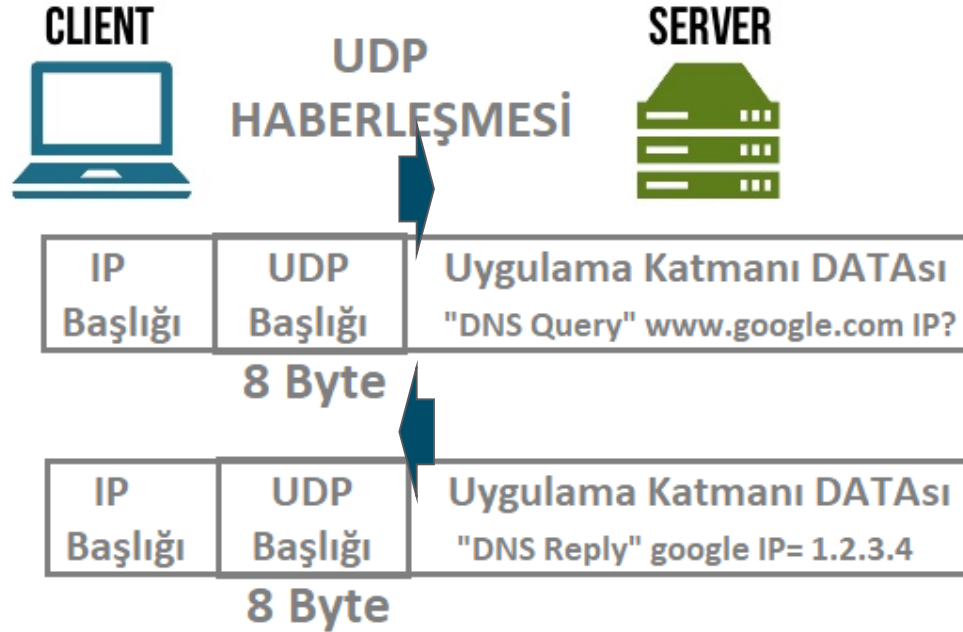 CLIENT
SERVER
UDP
HABERLEŞMESİ
IP
Başlığı
UDP
Başlığı
Uygulama Katmanı DATAsı
"DNS Query" www.google.com IP?
8 Byte
IP
Başlığı
UDP
Başlığı
Uygulama Katmanı DATAsı
"DNS Reply" google IP= 1.2.3.4
8 Byte